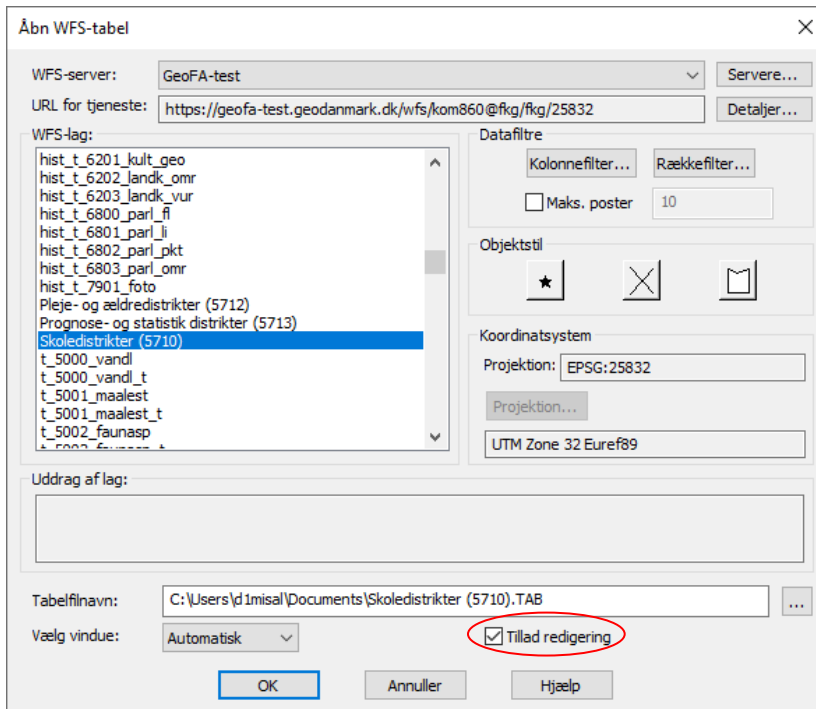 Åbn WFS-tabel
WFS-server:
GeoFA-test
Servere...
URL for tjeneste:
https://geofa-test.geodanmark.dk/wfs/kom860@fkg/fkg/25832
Detaljer...
WFS-lag:
hist_t_6201_kult_geo
hist_t_6202_landk_omr
hist_t_6203_landk_vur
hist_t_6800_parl_fl
hist_t_6801_parl_li
hist_t_6802_parl_pkt
hist_t_6803_parl_omr
hist_t_7901_foto
Pleje- og ældredistrikter (5712)
Prognose- og statistik distrikter (5713)
Skoledistrikter (5710)
t_5000_vandl
t_5000_vandl_t
t_5001_maalest
t_5001_maalest_t
t_5002_faunasp
Datafiltre
Kolonnefilter...
Rækkefilter...
Maks. poster
10
Objektstil
Koordinatsystem
Projektion:
EPSG:25832
Projektion...
UTM Zone 32 Euref89
Uddrag af lag:
Tabelfilnavn:
C:\Users\d1misal\Documents\Skoledistrikter (5710).TAB
...
Vælg vindue:
Automatisk
Tillad redigering
OK
Annuller
Hjælp